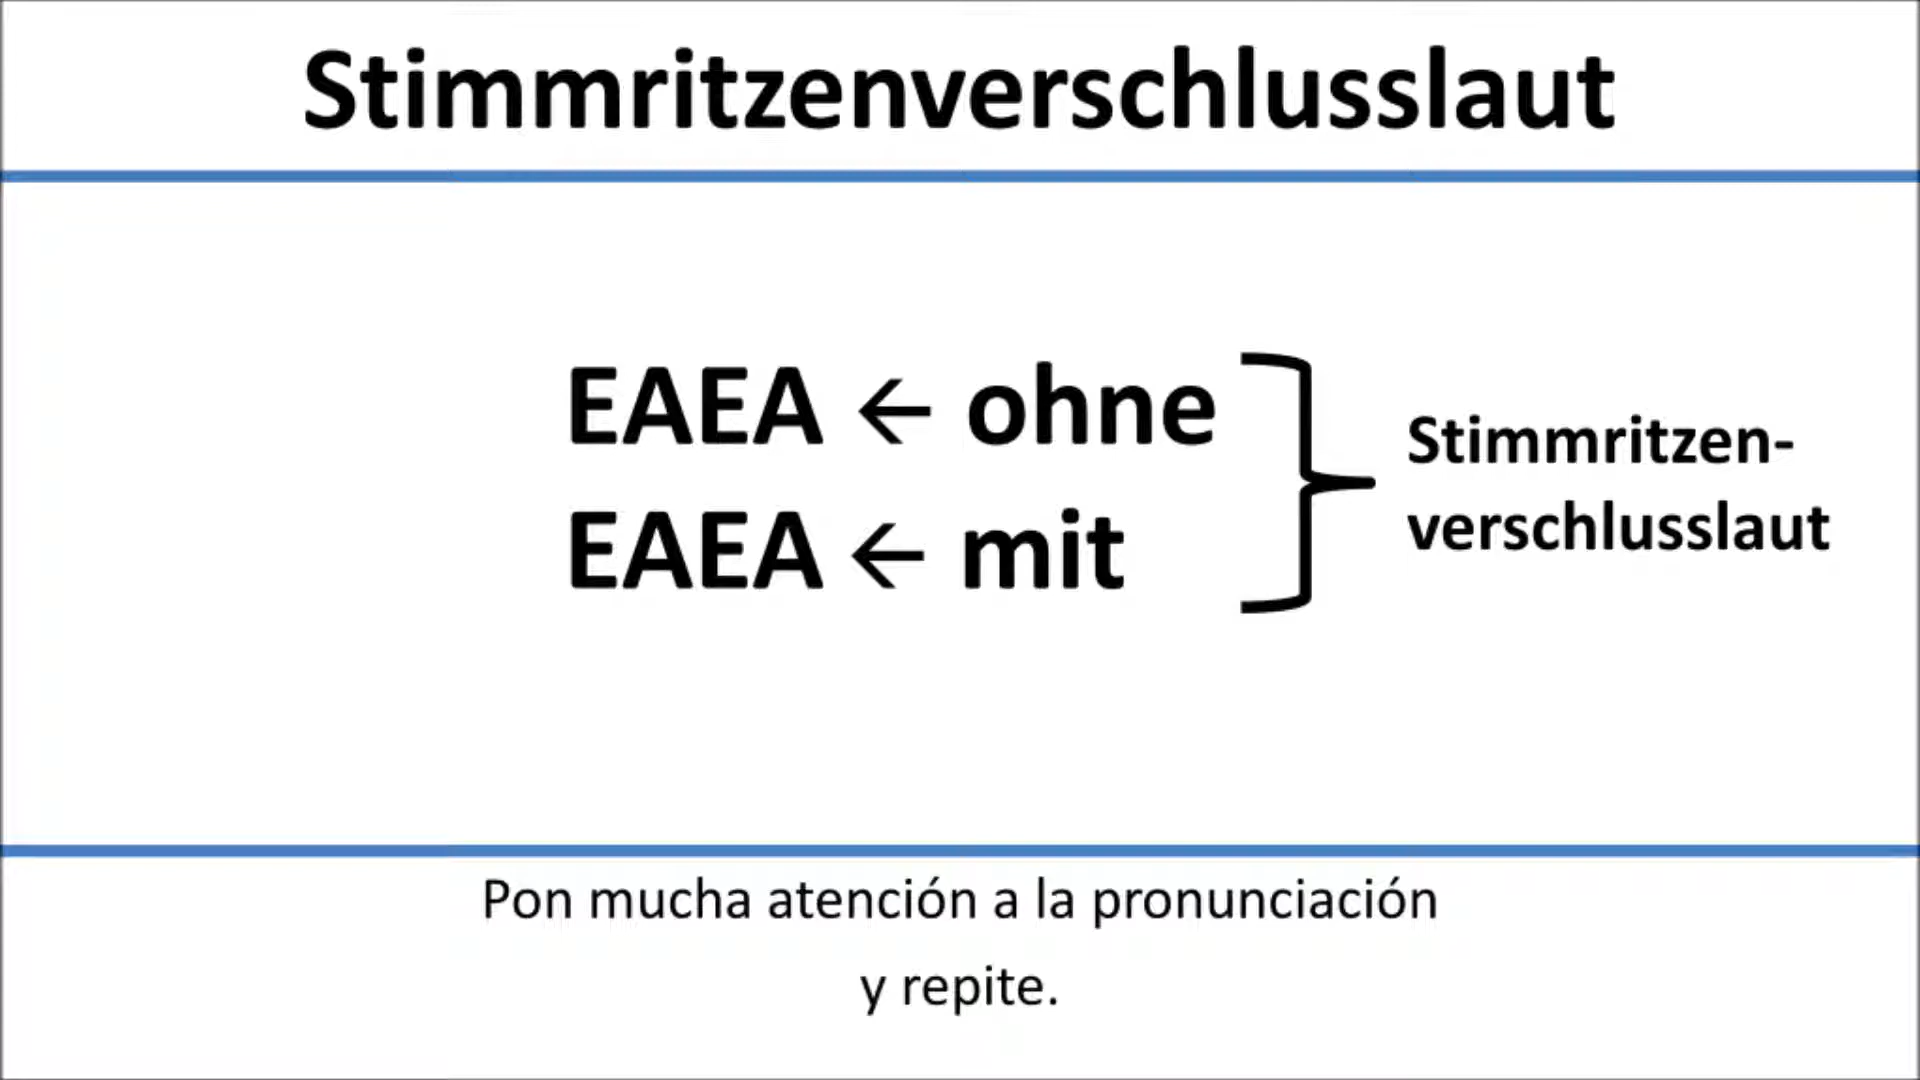 Stimmritzenverschlusslaut
EAEA ← ohne
EAEA ← mit
Stimmritzen-
verschlusslaut
Pon mucha atención a la pronunciación
y repite.